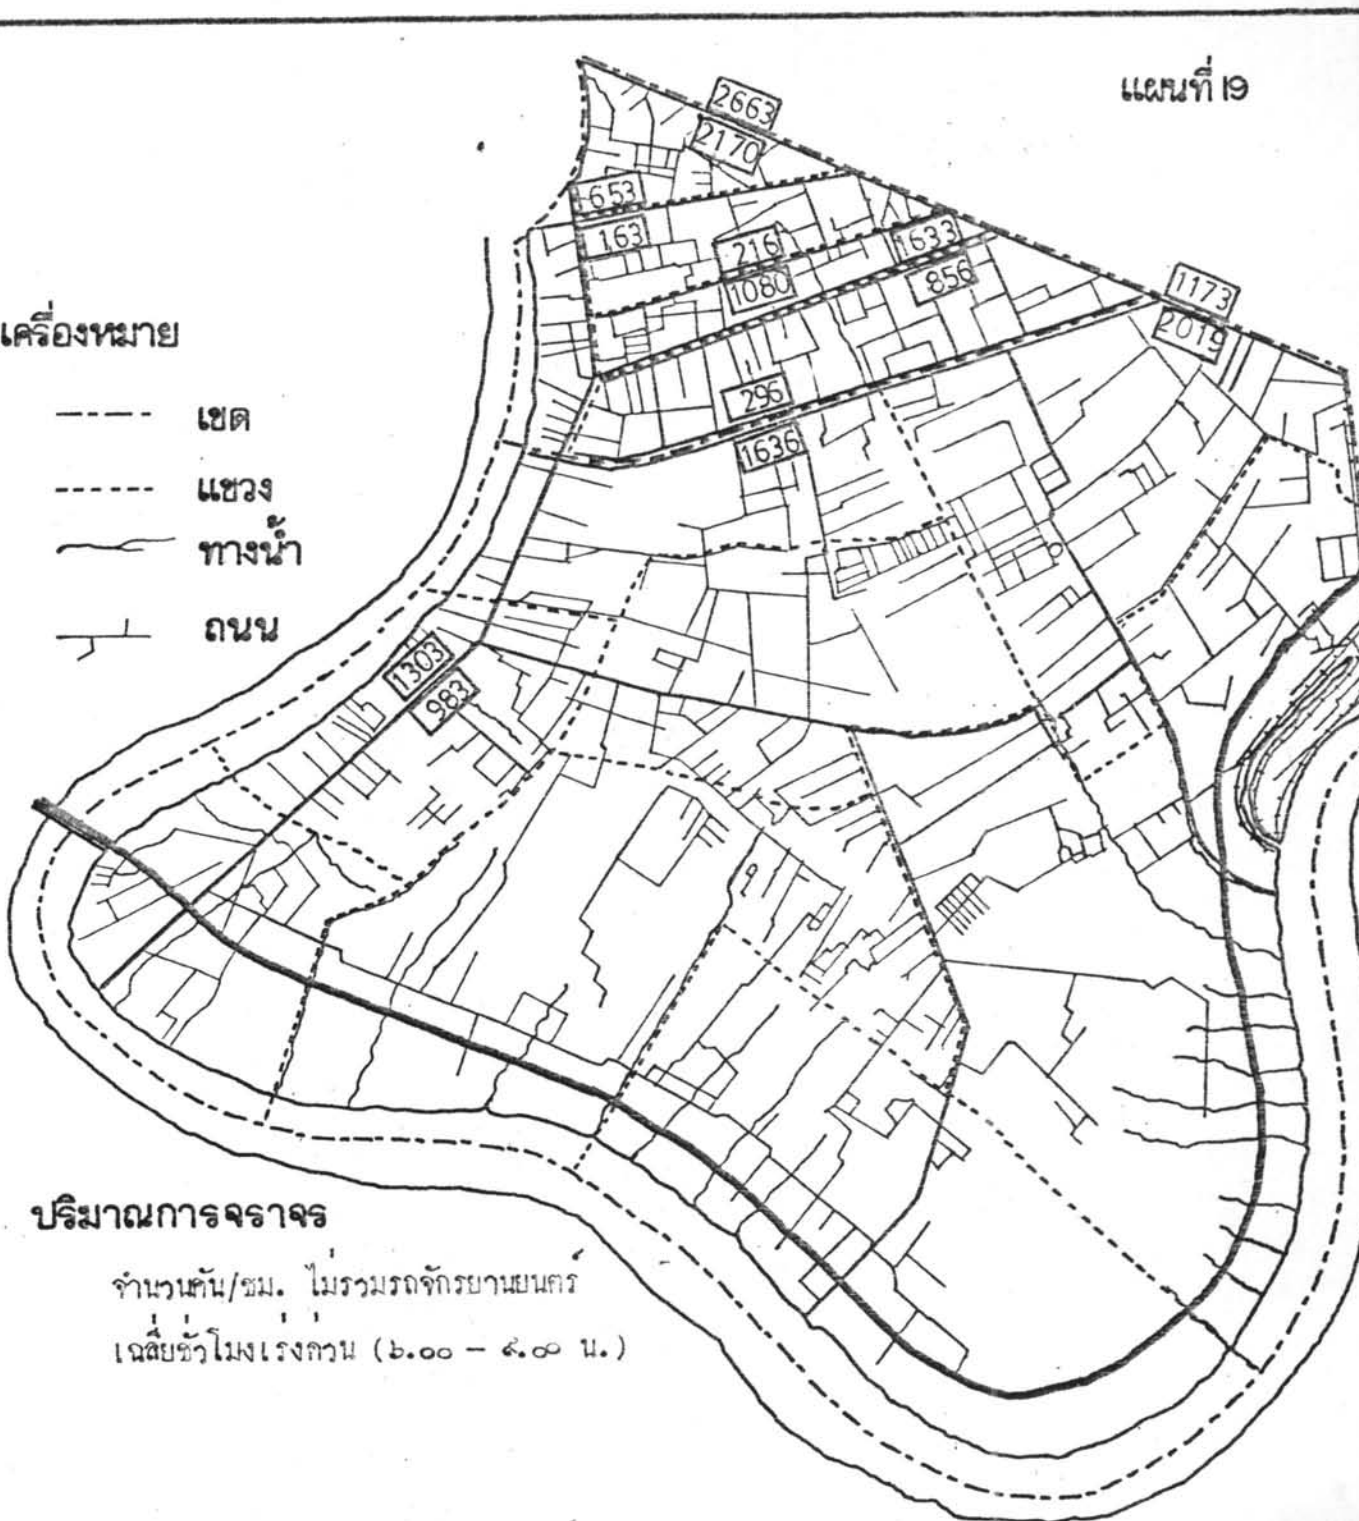 แผนที่ 19
2663
2170
1653
163
216
1080
1633
856
1173
2019
296
1636
1303
983
เครื่องหมาย
เขต
แขวง
ทางน้ำ
ถนน
ปริมาณการจราจร
จำนวนคัน/ชม. ไม่รวมรถจักรยานยนตร์
เฉลี่ยชั่วโมงเร่งด่วน (๖.๐๐ – ๙.๐๐ น.)